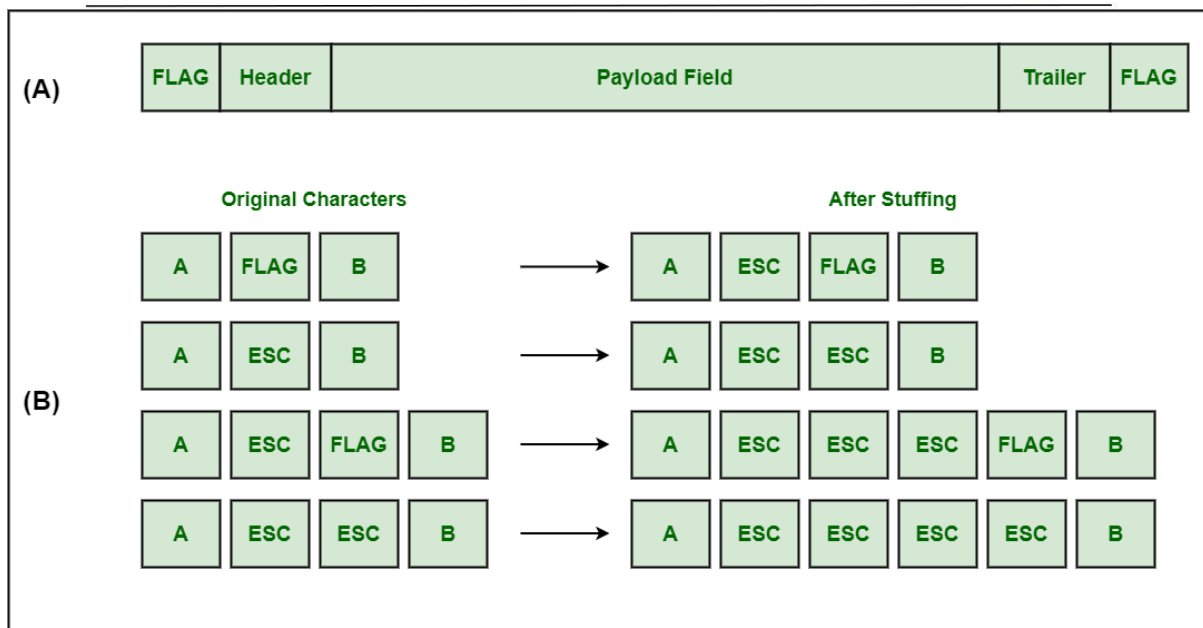 (A) FLAG Header Payload Field Trailer FLAG
Original Characters After Stuffing
A FLAG B A ESC FLAG B
A ESC B A ESC ESC B
(B)
A ESC FLAG B A ESC ESC ESC FLAG B
A ESC ESC B A ESC ESC ESC ESC B